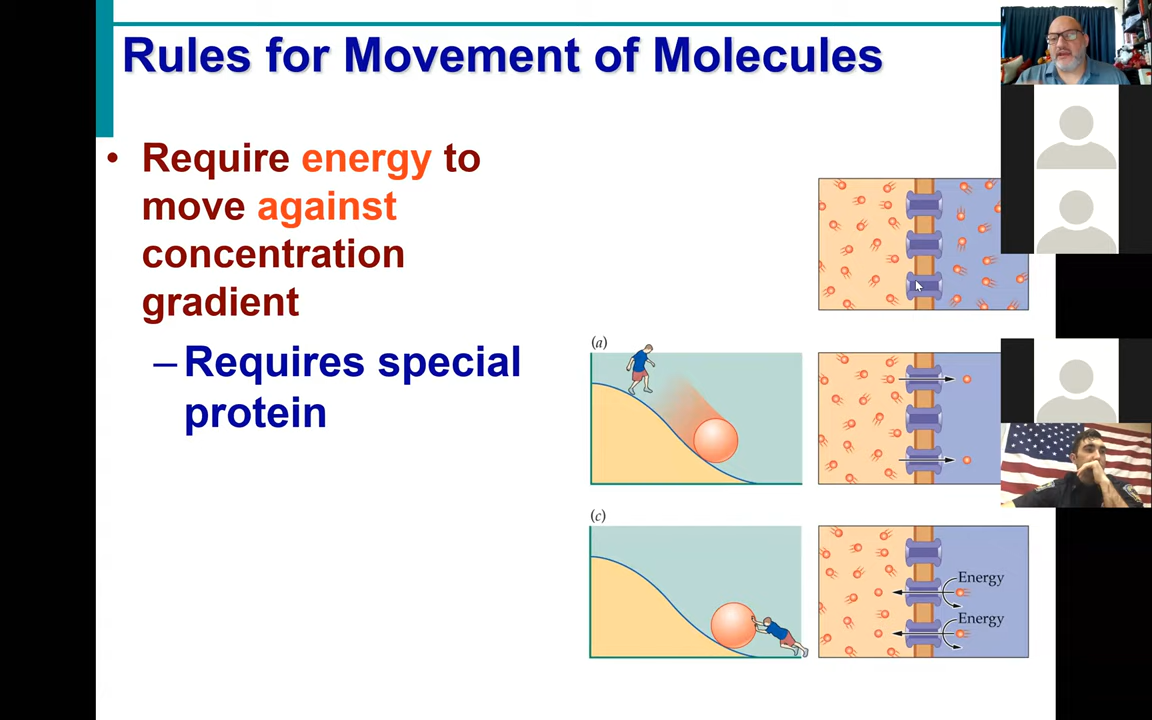 Rules for Movement of Molecules
• Require energy to
move against
concentration
gradient
– Requires special
protein
(a)
(c)
Energy
Energy